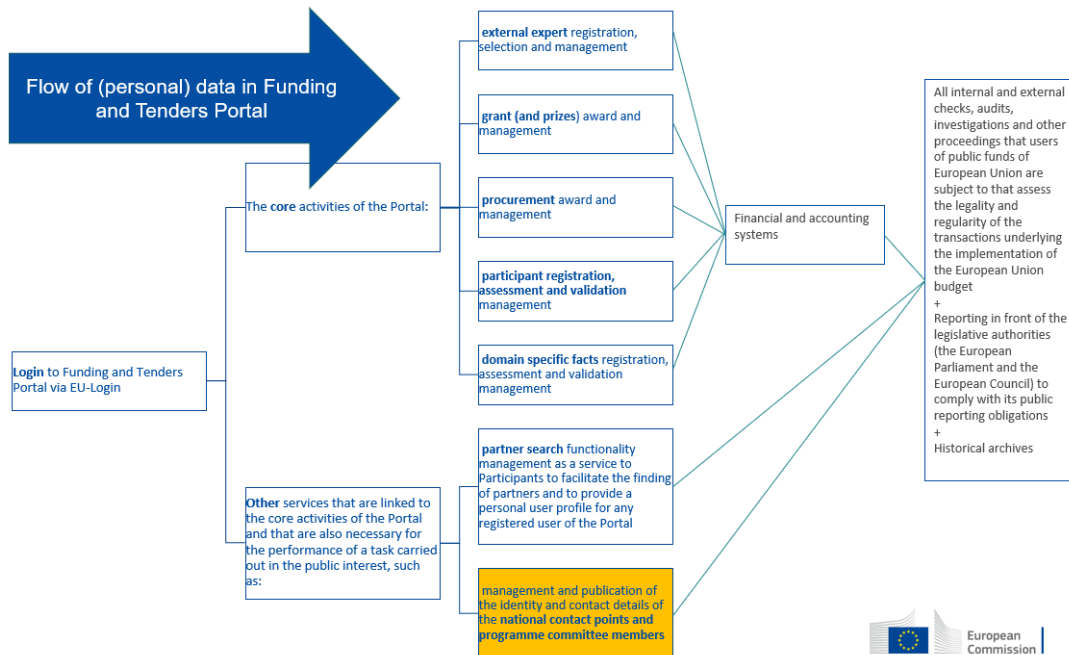 Flow of (personal) data in Funding
and Tenders Portal
Login to Funding and Tenders
Portal via EU-Login
The core activities of the Portal:
external expert registration,
selection and management
grant (and prizes) award and
management
procurement award and
management
participant registration,
assessment and validation
management
domain specific facts registration,
assessment and validation
management
Other services that are linked to
the core activities of the Portal
and that are also necessary for
the performance of a task carried
out in the public interest, such
as:
partner search functionality
management as a service to
Participants to facilitate the
finding of partners and to provide a
personal user profile for any
registered user of the Portal
management and publication of
the identity and contact details of
the national contact points and
programme committee members
Financial and accounting
systems
All internal and external
checks, audits,
investigations and other
proceedings that users
of public funds of
European Union are
subject to that assess
the legality and
regularity of the
transactions underlying
the implementation of
the European Union
budget
+
Reporting in front of the
legislative authorities
(the European
Parliament and the
European Council) to
comply with its public
reporting obligations
+
Historical archives
European
Commission